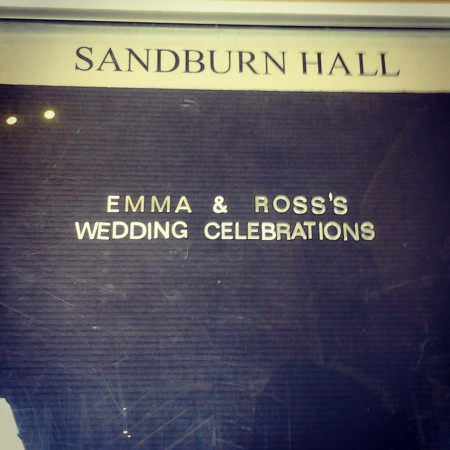 SANDBURN HALL
EMMA & ROSS'S
WEDDING CELEBRATIONS